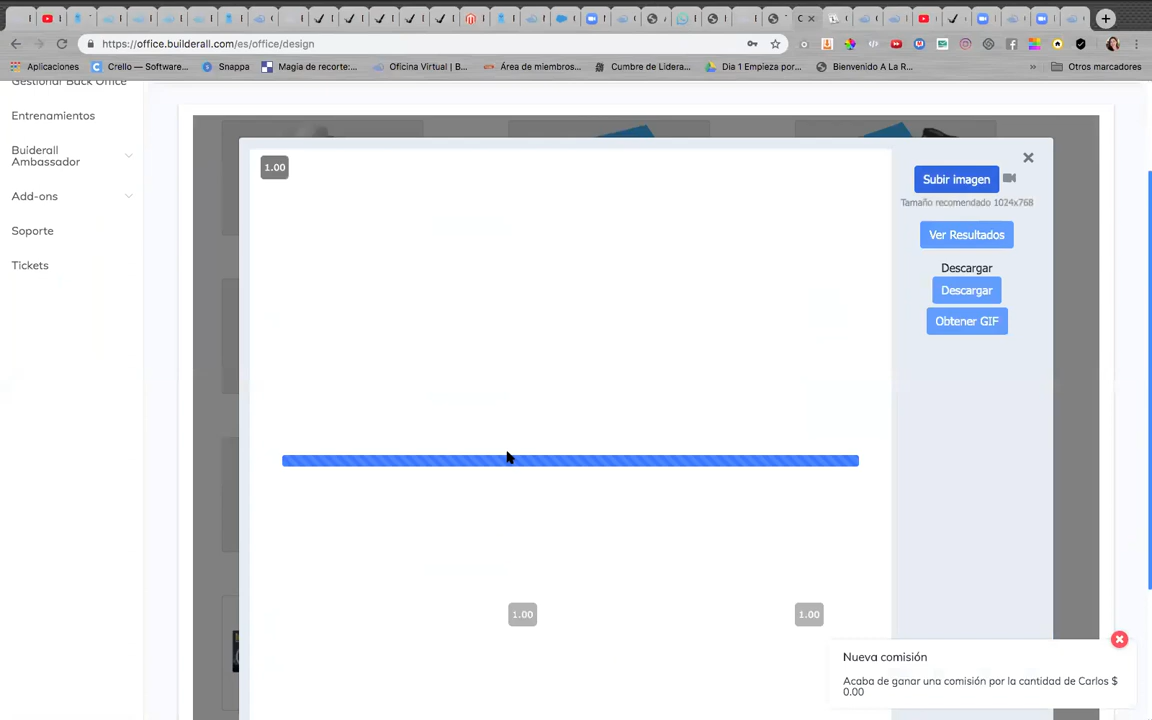 https://office.builderall.com/es/office/design
Aplicaciones
Crello — Software...
Snappa
Magia de recorte:...
Oficina Virtual | B...
Área de miembros...
Cumbre de Lidera...
Dia 1 Empieza por...
Bienvenido A La R...
»
Otros marcadores
Gestionar Back Office
Entrenamientos
Buiderall
Ambassador
Add-ons
Soporte
Tickets
1.00
Subir imagen
Tamaño recomendado 1024x768
Ver Resultados
Descargar
Descargar
Obtener GIF
1.00
1.00
Nueva comisión
Acaba de ganar una comisión por la cantidad de Carlos $
0.00